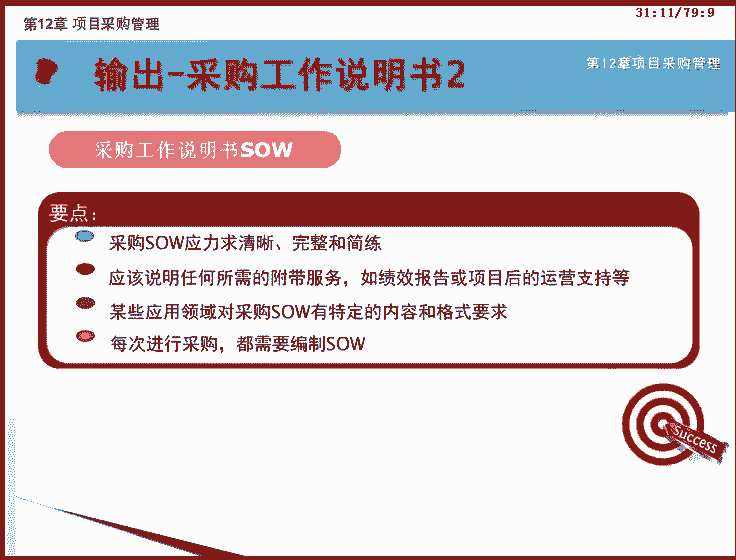 31:11/79:9
第12章 项目采购管理
输出-采购工作说明书2
第12章项目采购管理
采购工作说明书SOW
要点：
采购SOW应力求清晰、完整和简练
应该说明任何所需的附带服务，如绩效报告或项目后的运营支持等
某些应用领域对采购SOW有特定的内容和格式要求
每次进行采购，都需要编制SOW
Success